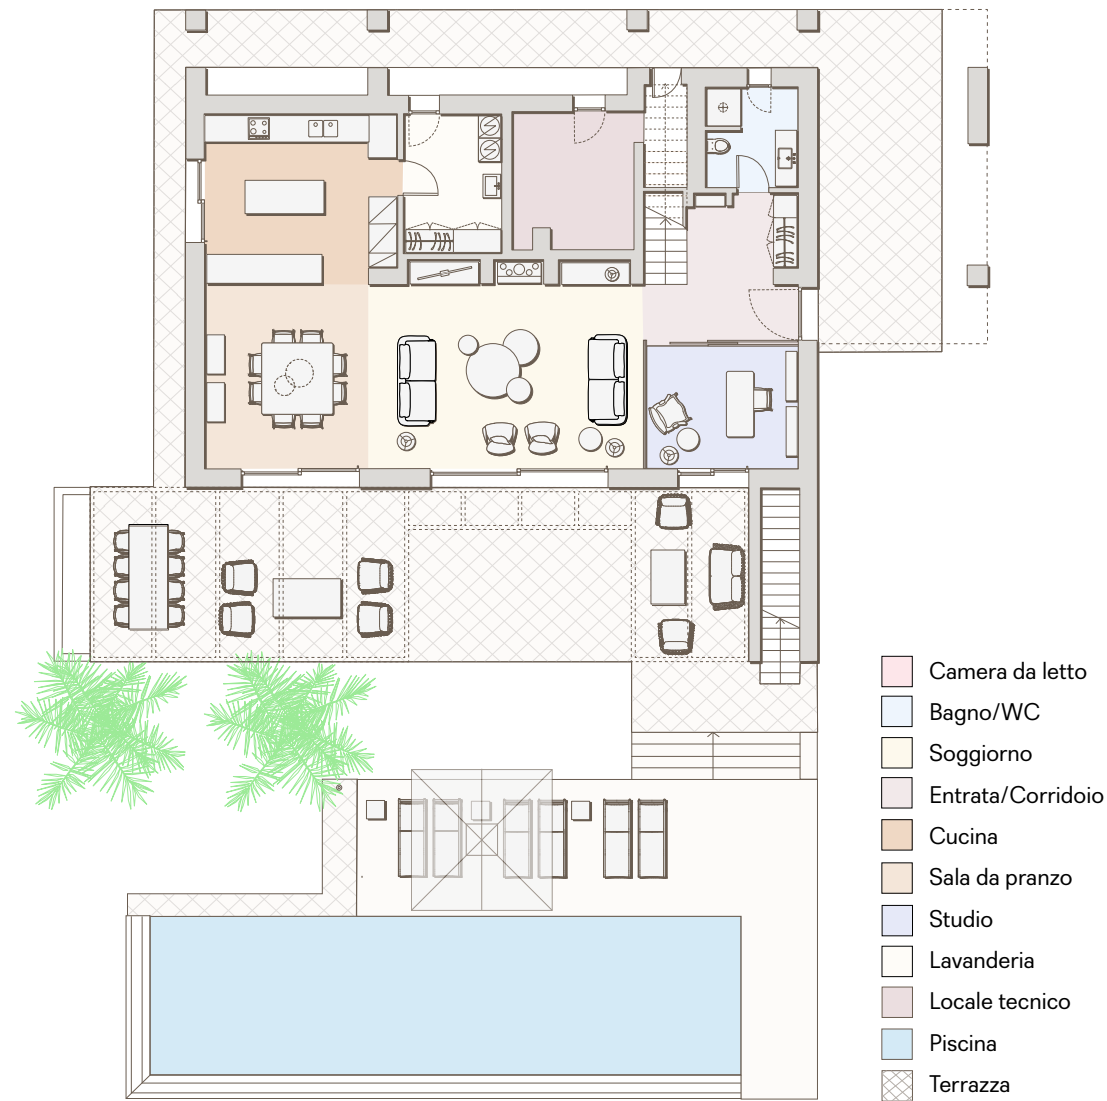 Camera da letto
Bagno/WC
Soggiorno
Entrata/Corridoio
Cucina
Sala da pranzo
Studio
Lavanderia
Locale tecnico
Piscina
Terrazza